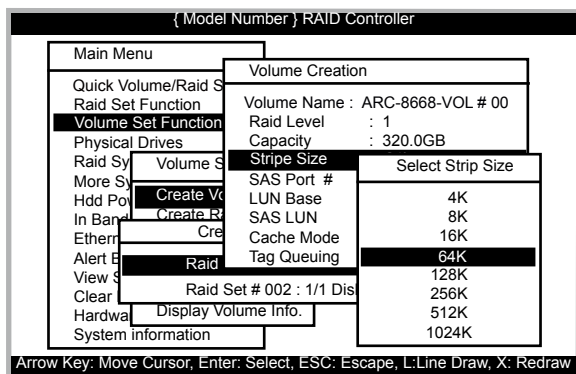 { Model Number } RAID Controller
Main Menu
Quick Volume/Raid S
Raid Set Function
Volume Set Function
Physical Drives
Raid Sy
More Sy
Hdd Pow
In Band
Ethern
Alert E
View S
Clear
Hardwa
System information
Volume S
Create Vo
Create Ra
Display Volume Info.
Cre
Raid
Raid Set # 002 : 1/1 Dis
Volume Creation
Volume Name : ARC-8668-VOL # 00
Raid Level : 1
Capacity : 320.0GB
Stripe Size
SAS Port #
LUN Base
SAS LUN
Cache Mode
Tag Queuing
Select Strip Size
4K
8K
16K
64K
128K
256K
512K
1024K
Arrow Key: Move Cursor, Enter: Select, ESC: Escape, L:Line Draw, X: Redraw